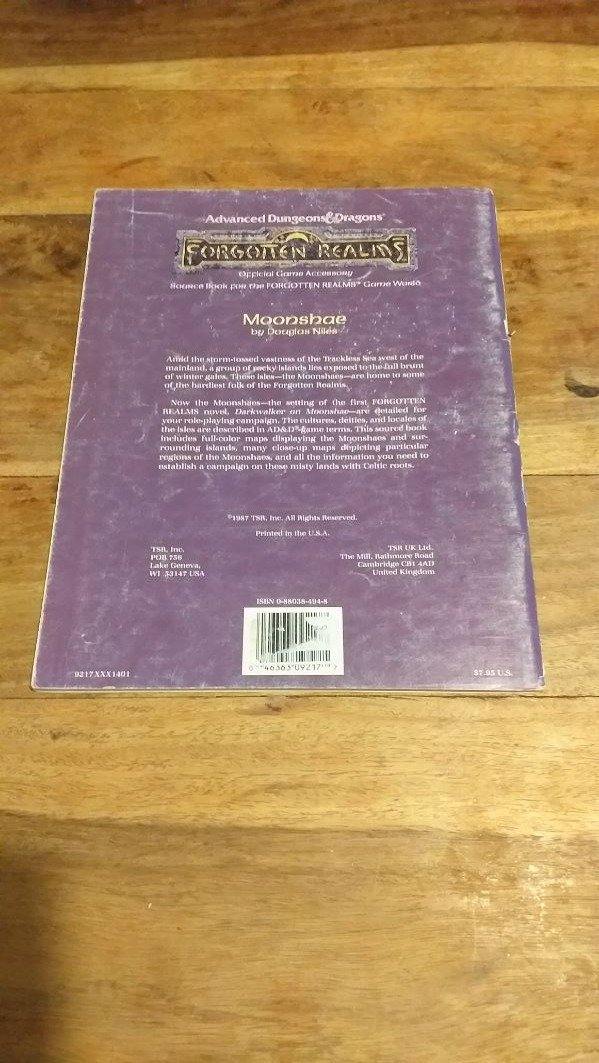 Advanced Dungeons&Dragons®
FORGOTTEN REALMS
Official Game Accessory
Source Book for the FORGOTTEN REALMS™ Game World
Moonshae
by Douglas Niles
Amid the storm-tossed vastness of the Trackless Sea west of the
mainland, a group of rocky islands lies exposed to the full brunt
of winter gales. These isles—the Moonshaes—are home to some
of the hardiest folk of the Forgotten Realms.
Now the Moonshaes—the setting of the first FORGOTTEN
REALMS novel, Darkwalker on Moonshae—are detailed for
your role-playing campaign. The cultures, deities, and locales of
the isles are described in AD&D® game terms. This source book
includes full-color maps displaying the Moonshaes and sur-
rounding islands, many close-up maps depicting particular
regions of the Moonshaes, and all the information you need to
establish a campaign on these misty lands with Celtic roots.
©1987 TSR, Inc. All Rights Reserved.
Printed in the U.S.A.
TSR, Inc.
POB 756
Lake Geneva,
WI 53147 USA
TSR UK Ltd.
The Mill, Rathmore Road
Cambridge CB1 4AD
United Kingdom
ISBN 0-88038-494-8
0 46363 09217
9217XXX1401
$7.95 U.S.